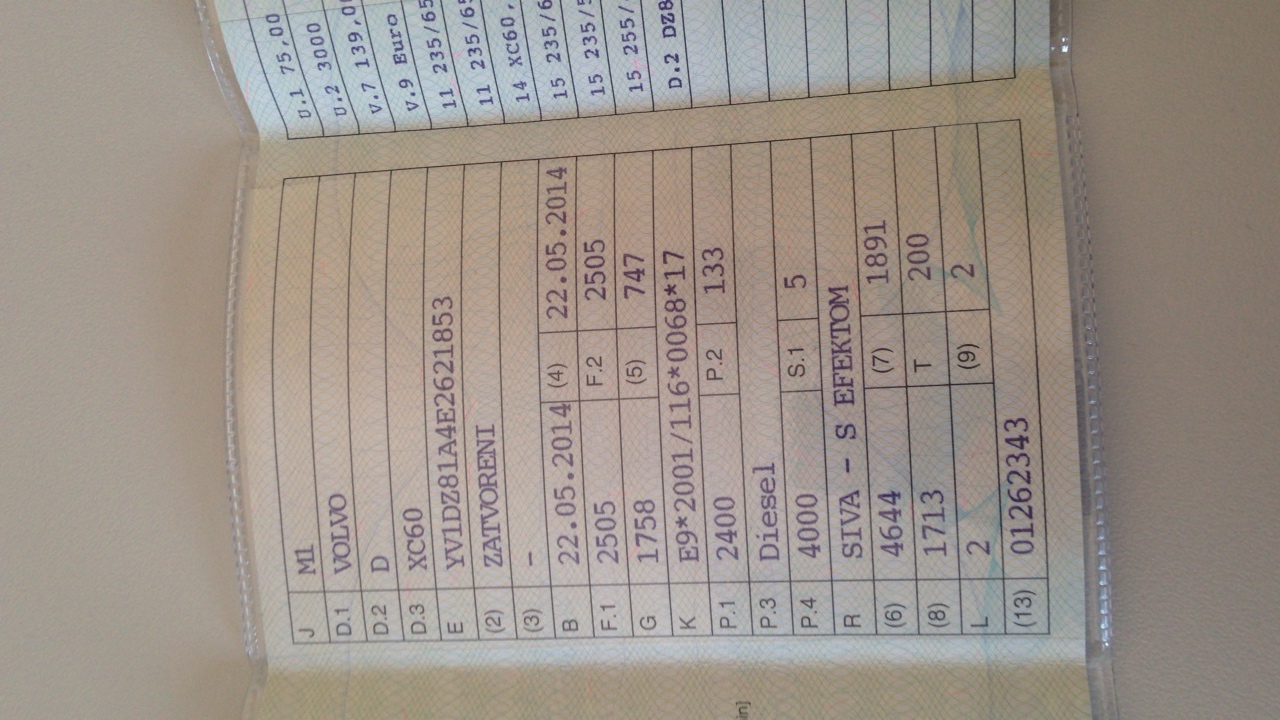 J M1
D.1 VOLVO
D.2 D
D.3 XC60
E YV1DZ81A4E2621853
(2) ZATVORENI
(3) –
B 22.05.2014 (4) 22.05.2014
F.1 2505 F.2 2505
G 1758 (5) 747
K E9*2001/116*0068*17
P.1 2400 P.2 133
P.3 Diesel
P.4 4000 S.1 5
R SIVA – S EFEKTOM
(6) 4644 (7) 1891
(8) 1713 T 200
L 2 (9) 2
(13) 01262343
U.1 75,00
U.2 3000
V.7 139,0
V.9 Euro
11 235/65
11 235/65
14 XC60,
15 235/6
15 235/5
15 255/
D.2 DZ8
in]